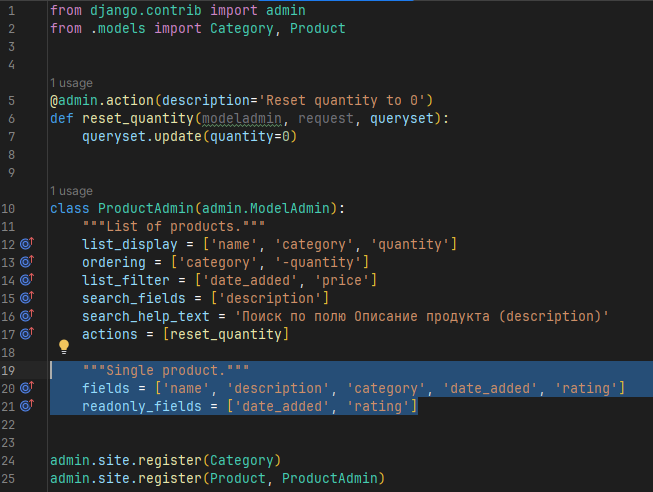 1 from django.contrib import admin
2 from .models import Category, Product
3
4
1 usage
5 @admin.action(description='Reset quantity to 0')
6 def reset_quantity(modeladmin, request, queryset):
7     queryset.update(quantity=0)
8
9
1 usage
10 class ProductAdmin(admin.ModelAdmin):
11     """List of products."""
12     list_display = ['name', 'category', 'quantity']
13     ordering = ['category', '-quantity']
14     list_filter = ['date_added', 'price']
15     search_fields = ['description']
16     search_help_text = 'Поиск по полю Описание продукта (description)'
17     actions = [reset_quantity]
18
19     """Single product."""
20     fields = ['name', 'description', 'category', 'date_added', 'rating']
21     readonly_fields = ['date_added', 'rating']
22
23
24 admin.site.register(Category)
25 admin.site.register(Product, ProductAdmin)